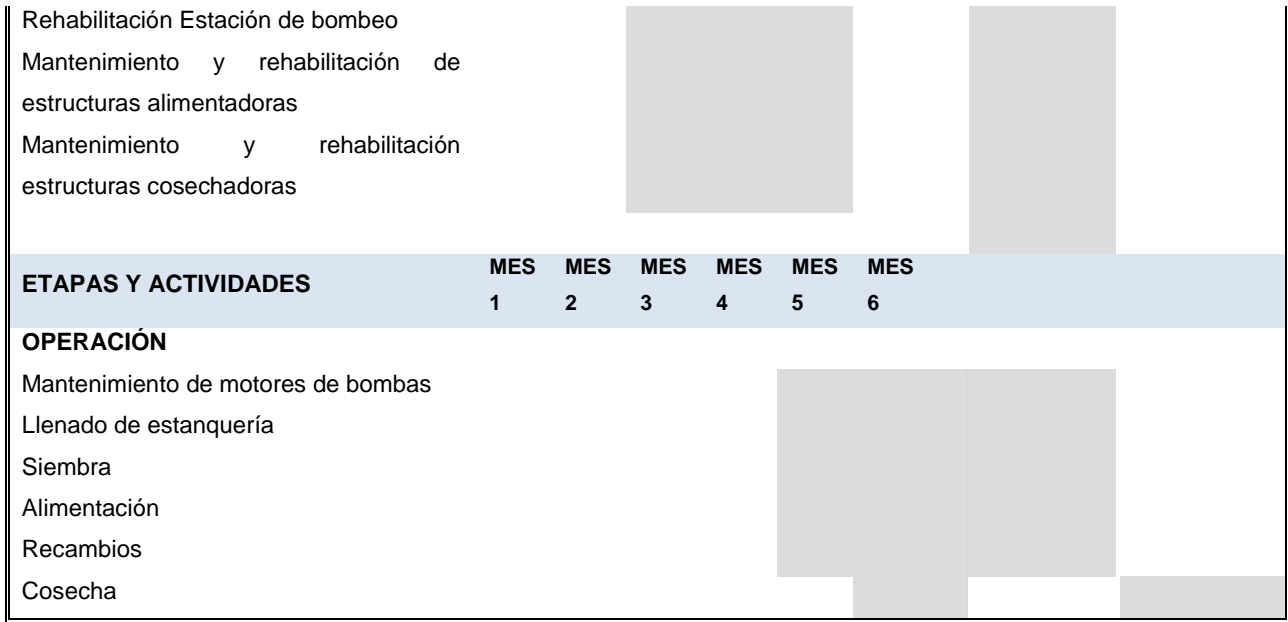 Rehabilitación Estación de bombeo
Mantenimiento y rehabilitación de
estructuras alimentadoras
Mantenimiento y rehabilitación
estructuras cosechadoras
ETAPAS Y ACTIVIDADES MES 1 MES 2 MES 3 MES 4 MES 5 MES 6
OPERACIÓN
Mantenimiento de motores de bombas
Llenado de estanquería
Siembra
Alimentación
Recambios
Cosecha